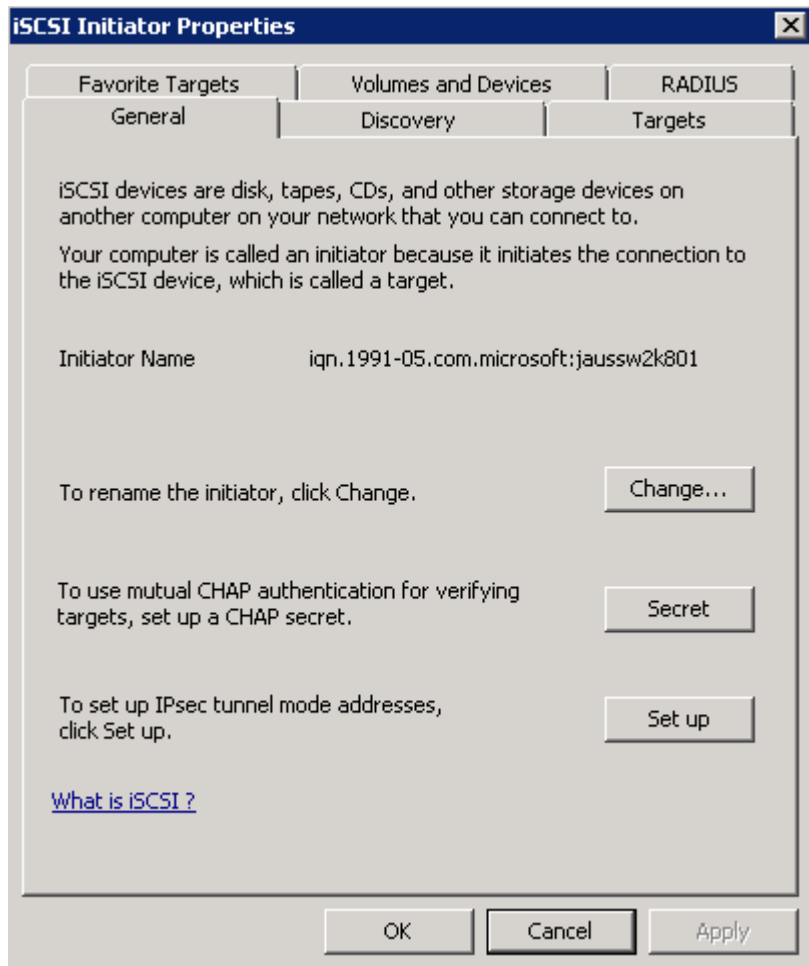 iSCSI Initiator Properties
Favorite Targets
Volumes and Devices
RADIUS
General
Discovery
Targets
iSCSI devices are disk, tapes, CDs, and other storage devices on
another computer on your network that you can connect to.
Your computer is called an initiator because it initiates the connection to
the iSCSI device, which is called a target.
Initiator Name iqn.1991-05.com.microsoft:jaussw2k801
To rename the initiator, click Change.
Change...
To use mutual CHAP authentication for verifying
targets, set up a CHAP secret.
Secret
To set up IPsec tunnel mode addresses,
click Set up.
Set up
What is iSCSI ?
OK
Cancel
Apply